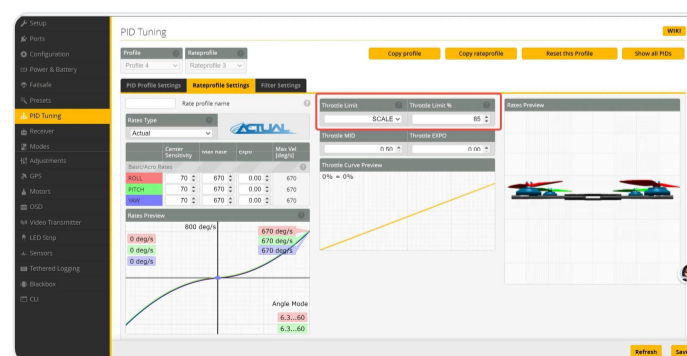 Setup
Ports
Configuration
Power & Battery
Failsafe
Presets
PID Tuning
Receiver
Modes
Adjustments
GPS
Motors
OSD
Video Transmitter
LED Strip
Sensors
Tethered Logging
Blackbox
CLI
PID Tuning
WIKI
Profile
Rateprofile
Profile 4
Rateprofile 3
Copy profile
Copy rateprofile
Reset this Profile
Show all PIDs
PID Profile Settings
Rateprofile Settings
Filter Settings
Rate profile name
Rates Type
Actual
ACTUAL
Center Sensitivity
Max Rate
Expo
Max Vel [deg/s]
Basic/Acro Rates
ROLL 70 670 0.00 670
PITCH 70 670 0.00 670
YAW 70 670 0.00 670
Rates Preview
800 deg/s
0 deg/s
0 deg/s
0 deg/s
670 deg/s
670 deg/s
670 deg/s
Angle Mode
6.3...60
6.3...60
Throttle Limit
Throttle Limit %
SCALE
65
Throttle MID
Throttle EXPO
0.50
0.00
Throttle Curve Preview
0% = 0%
Rates Preview
Refresh
Save